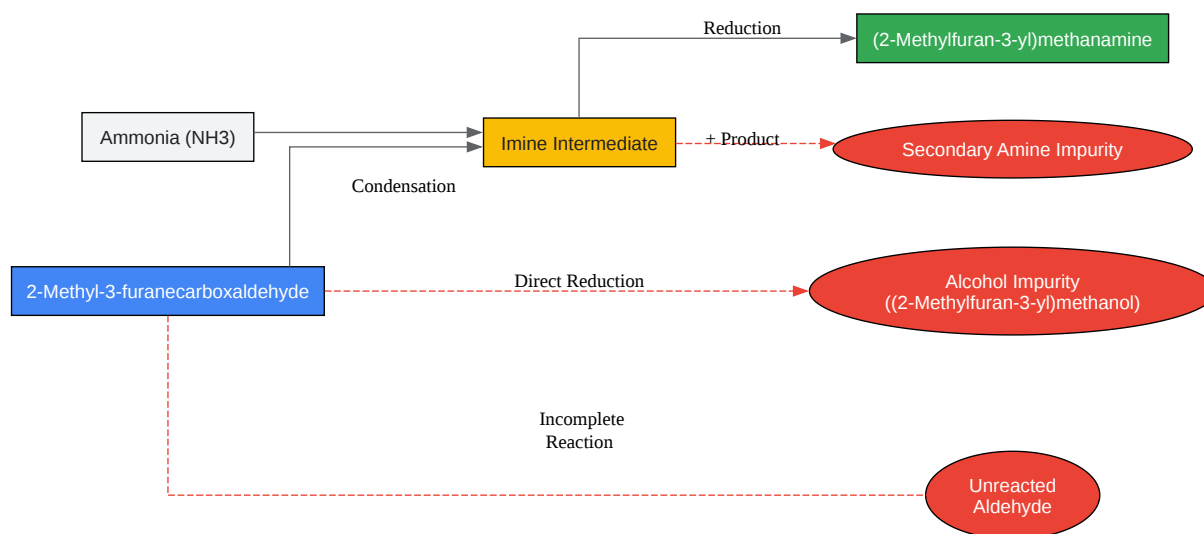 Reduction
(2-Methylfuran-3-yl)methanamine
Ammonia (NH3)
Imine Intermediate
+ Product
Secondary Amine Impurity
Condensation
2-Methyl-3-furanecarboxaldehyde
Direct Reduction
Alcohol Impurity
((2-Methylfuran-3-yl)methanol)
Incomplete
Reaction
Unreacted
Aldehyde